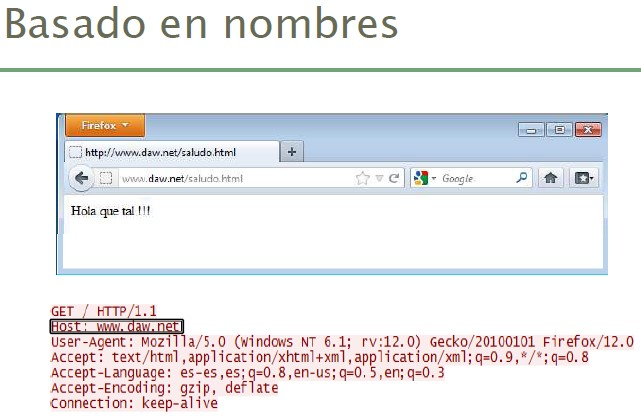 Basado en nombres
Firefox
http://www.daw.net/saludo.html
www.daw.net/saludo.html
Google
Hola que tal !!!
GET / HTTP/1.1
Host: www.daw.net
User-Agent: Mozilla/5.0 (Windows NT 6.1; rv:12.0) Gecko/20100101 Firefox/12.0
Accept: text/html,application/xhtml+xml,application/xml;q=0.9,*/*;q=0.8
Accept-Language: es-es,es;q=0.8,en-us;q=0.5,en;q=0.3
Accept-Encoding: gzip, deflate
Connection: keep-alive